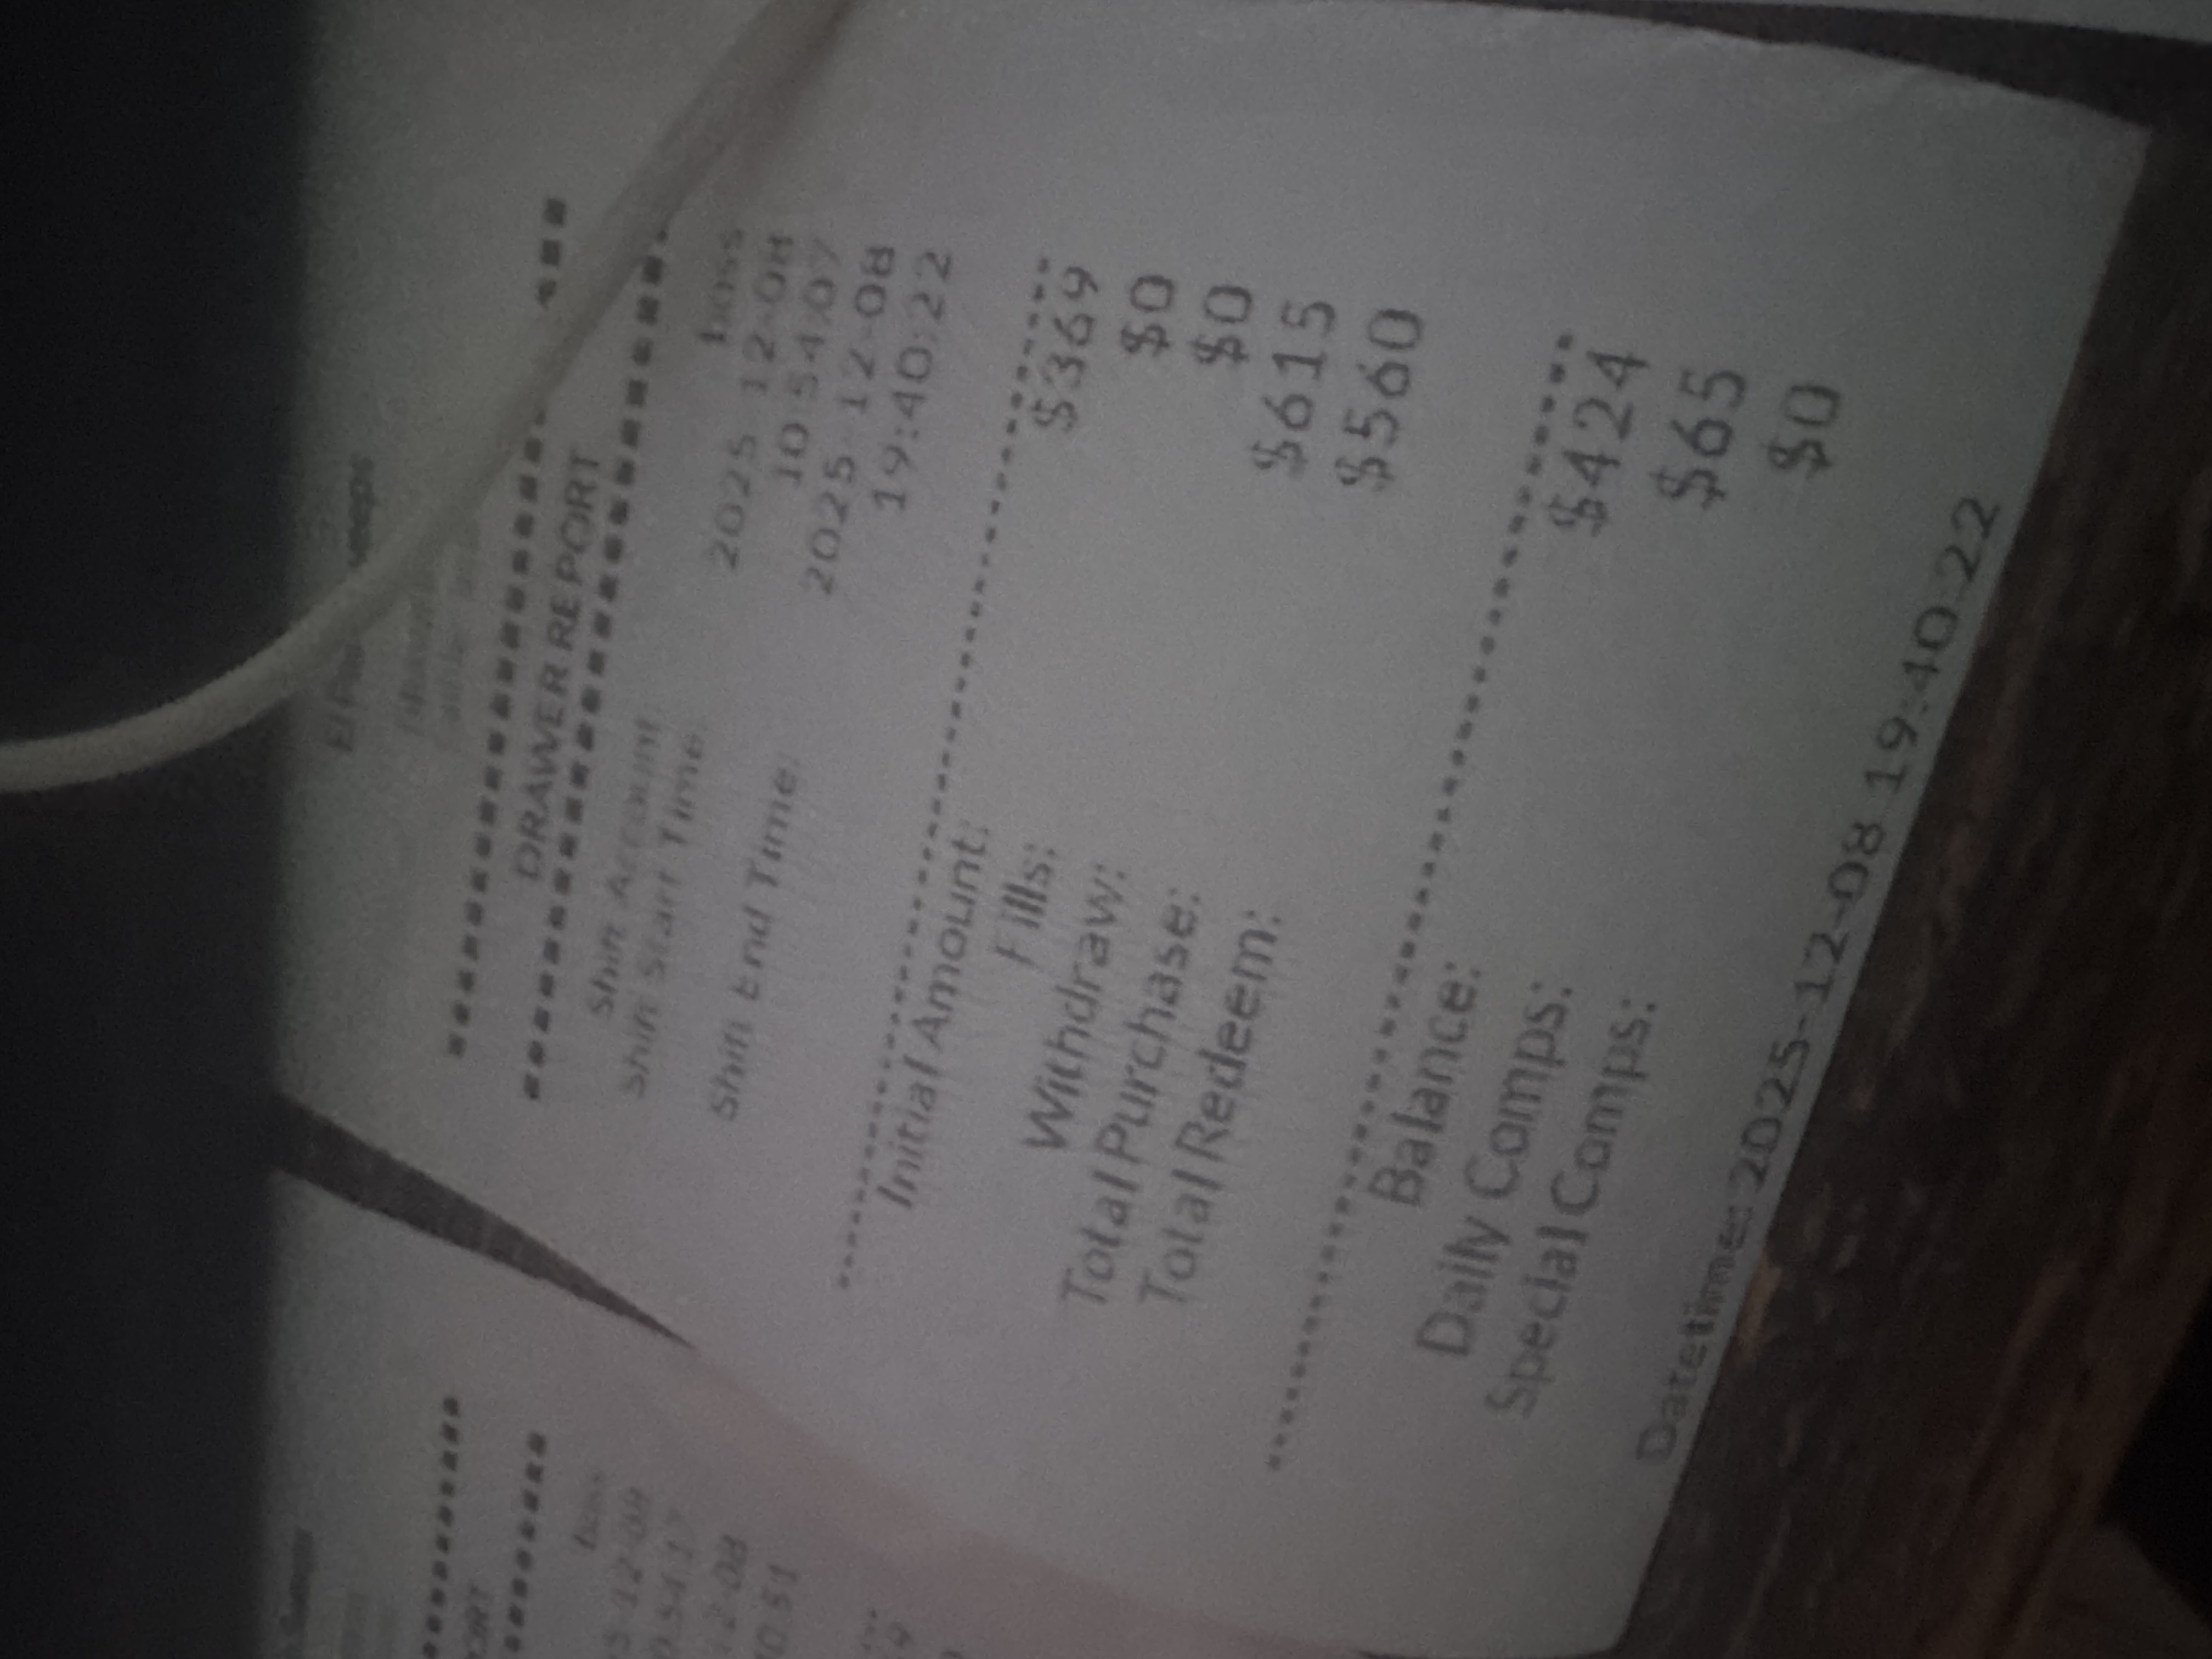 DRAWER REPORT
Shift Account boss
Shift Start Time: 2025-12-08
10:54:07
Shift End Time: 2025-12-08
19:40:22
Initial Amount: $369
Fills: $0
Withdraw: $0
Total Purchase: $615
Total Redeem: $560
Balance: $424
Daily Comps: $65
Special Comps: $0
Datetime: 2025-12-08 19:40:22
boss